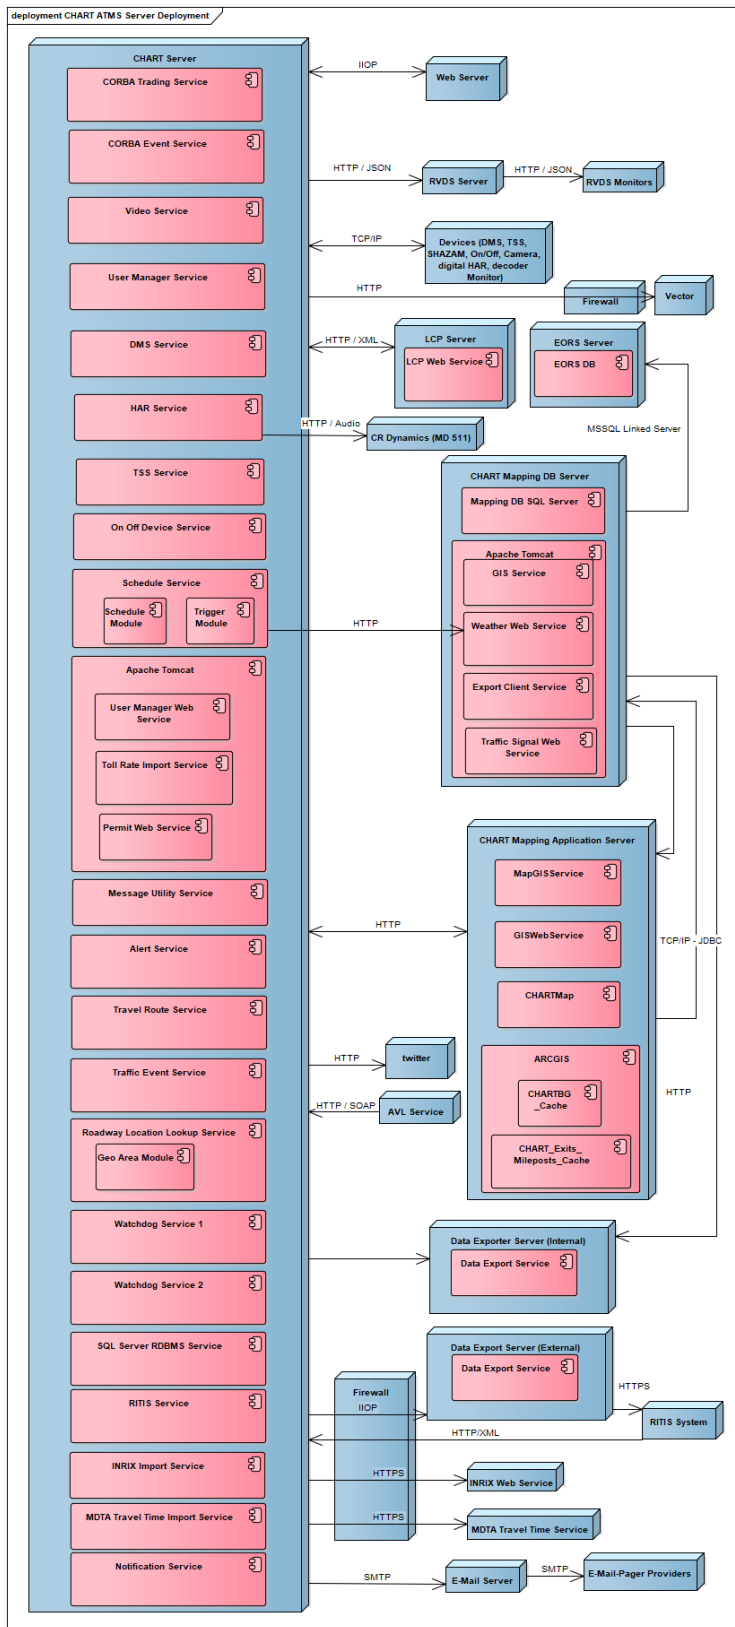 deployment CHART ATMS Server Deployment
CHART Server
CORBA Trading Service
CORBA Event Service
Video Service
User Manager Service
DMS Service
HAR Service
TSS Service
On Off Device Service
Schedule Service
Schedule
Module
Trigger
Module
Apache Tomcat
User Manager Web
Service
Toll Rate Import Service
Permit Web Service
Message Utility Service
Alert Service
Travel Route Service
Traffic Event Service
Roadway Location Lookup Service
Geo Area Module
Watchdog Service 1
Watchdog Service 2
SQL Server RDBMS Service
RITIS Service
INRIX Import Service
MDTA Travel Time Import Service
Notification Service
IIOP
Web Server
HTTP / JSON
RVDS Server
HTTP / JSON
RVDS Monitors
TCP/IP
Devices (DMS, TSS,
SHAZAM, On/Off, Camera,
digital HAR, decoder
Monitor)
HTTP
Firewall
Vector
HTTP / XML
LCP Server
LCP Web Service
EORS Server
EORS DB
HTTP / Audio
CR Dynamics (MD 511)
MSSQL Linked Server
CHART Mapping DB Server
Mapping DB SQL Server
Apache Tomcat
GIS Service
Weather Web Service
Export Client Service
Traffic Signal Web
Service
HTTP
CHART Mapping Application Server
MapGISService
GISWebService
CHARTMap
ARCGIS
CHARTBG
_Cache
CHART_Exits_
Mileposts_Cache
HTTP
TCP/IP - JDBC
HTTP
HTTP
twitter
HTTP / SOAP
AVL Service
Data Exporter Server (Internal)
Data Export Service
Data Export Server (External)
Data Export Service
Firewall
IIOP
HTTPS
RITIS System
HTTP/XML
HTTPS
INRIX Web Service
HTTPS
MDTA Travel Time Service
SMTP
E-Mail Server
SMTP
E-Mail-Pager Providers